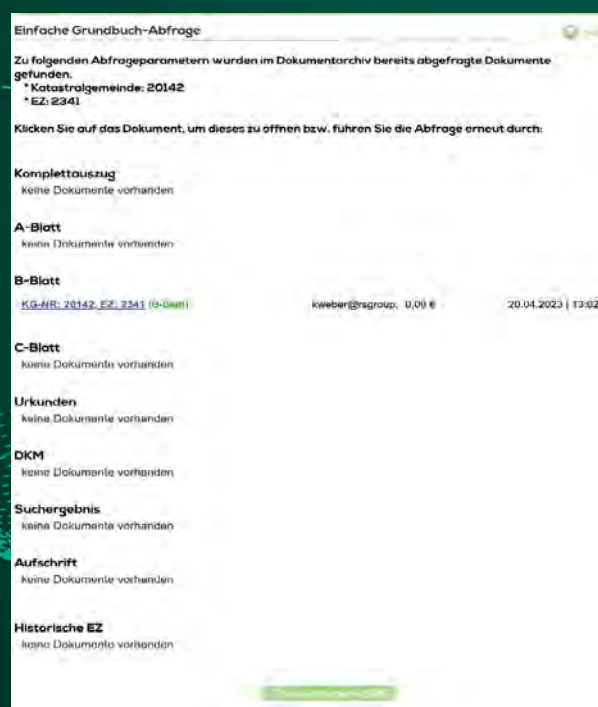 Einfache Grundbuch-Abfrage
Zu folgenden Abfrageparametern wurden im Dokumentarchiv bereits abgefragte Dokumente
gefunden.
* Katastralgemeinde: 20142
* EZ: 2341
Klicken Sie auf das Dokument, um dieses zu öffnen bzw. führen Sie die Abfrage erneut durch:
Komplettauszug
keine Dokumente vorhanden
A-Blatt
keine Dokumente vorhanden
B-Blatt
KG-NR: 20142, EZ: 2341 (B-Blatt) kweber@rsgroup. 0,00 € 20.04.2023 | 13:02
C-Blatt
keine Dokumente vorhanden
Urkunden
keine Dokumente vorhanden
DKM
keine Dokumente vorhanden
Suchergebnis
keine Dokumente vorhanden
Aufschrift
keine Dokumente vorhanden
Historische EZ
keine Dokumente vorhanden